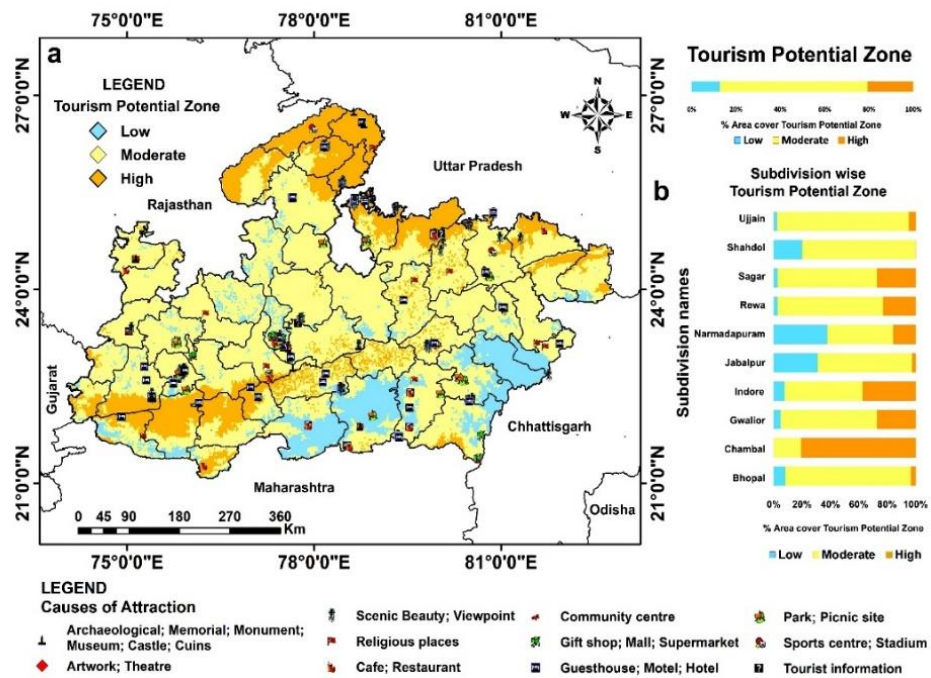 75°0'0"E 78°0'0"E 81°0'0"E
a
LEGEND
Tourism Potential Zone
Low
Moderate
High
N
W E
S
27°0'0"N 27°0'0"N
24°0'0"N 24°0'0"N
21°0'0"N 21°0'0"N
Uttar Pradesh
Rajasthan
Gujarat
Chhattisgarh
Maharashtra
Odisha
0 45 90 180 270 360
Km
75°0'0"E 78°0'0"E 81°0'0"E
Tourism Potential Zone
0% 20% 40% 60% 80% 100%
% Area cover Tourism Potential Zone
Low Moderate High
b
Subdivision wise
Tourism Potential Zone
Subdivision names
Ujjain
Shahdol
Sagar
Rewa
Narmadapuram
Jabalpur
Indore
Gwalior
Chambal
Bhopal
0% 20% 40% 60% 80% 100%
% Area cover Tourism Potential Zone
Low Moderate High
LEGEND
Causes of Attraction
Archaeological; Memorial; Monument;
Museum; Castle; Cuins
Artwork; Theatre
Scenic Beauty; Viewpoint
Religious places
Cafe; Restaurant
Community centre
Gift shop; Mall; Supermarket
Guesthouse; Motel; Hotel
Park; Picnic site
Sports centre; Stadium
Tourist information